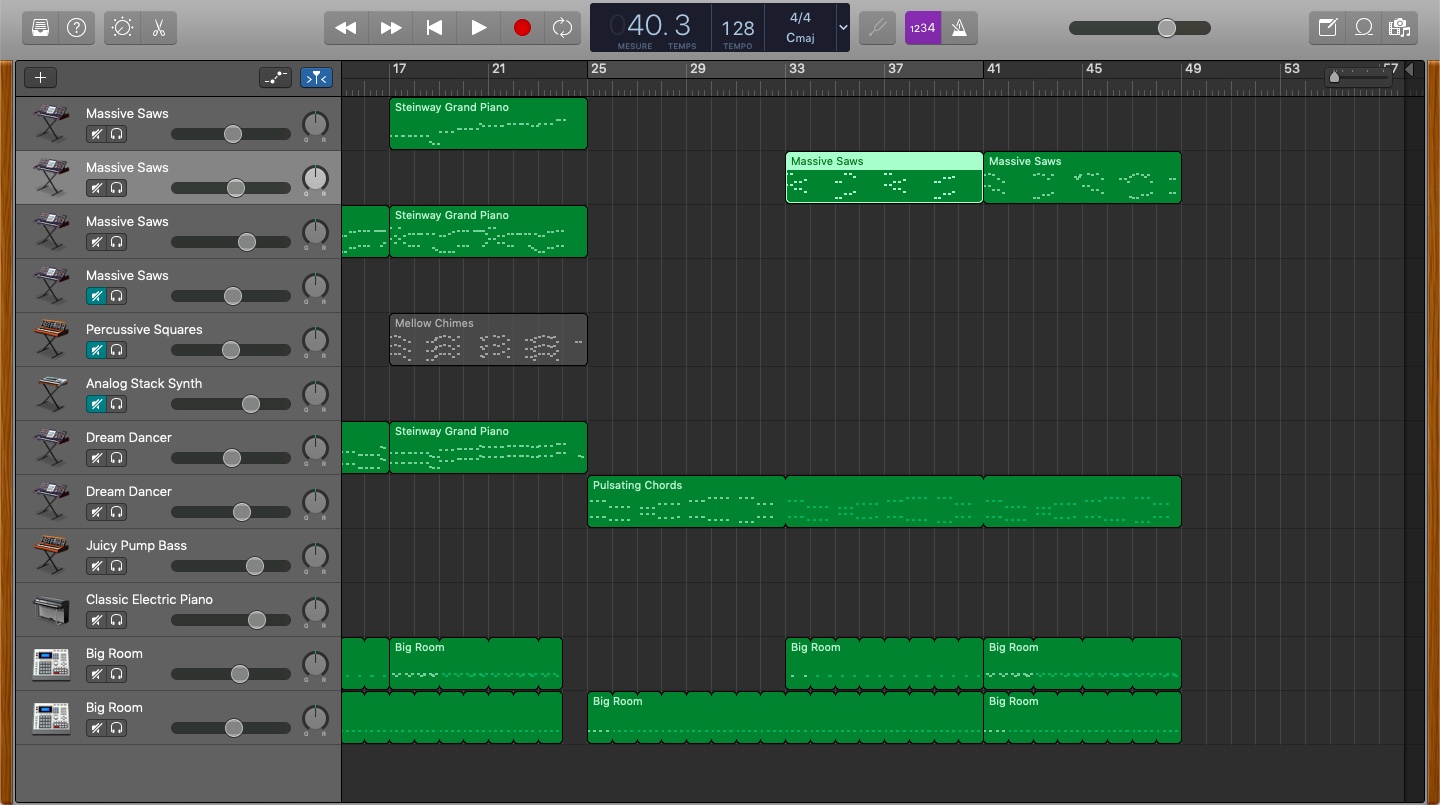 040.3 128 4/4 1234
MESURE TEMPS TEMPO Cmaj
17 21 25 29 33 37 41 45 49 53 57
Massive Saws
G R
Steinway Grand Piano
Massive Saws
G R
Massive Saws
Massive Saws
Massive Saws
G R
Steinway Grand Piano
Massive Saws
G R
Percussive Squares
G R
Mellow Chimes
Analog Stack Synth
G R
Dream Dancer
G R
Steinway Grand Piano
Dream Dancer
G R
Pulsating Chords
Juicy Pump Bass
G R
Classic Electric Piano
G R
Big Room
G R
Big Room
Big Room
Big Room
Big Room
G R
Big Room
Big Room